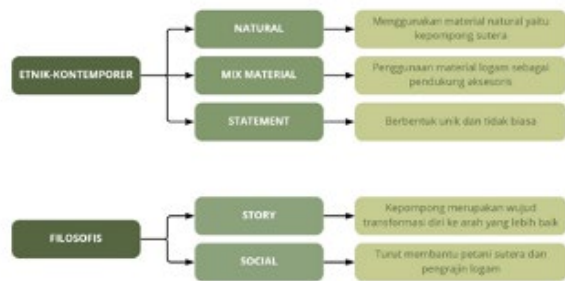 NATURAL
Menggunakan material natural yaitu
kepompong sutera
ETNIK-KONTEMPORER
MIX MATERIAL
Penggunaan material logam sebagai
pendukung aksesoris
STATEMENT
Berbentuk unik dan tidak biasa
STORY
Kepompong merupakan wujud
transformasi diri ke arah yang lebih baik
FILOSOFIS
SOCIAL
Turut membantu petani sutera dan
pengrajin logam